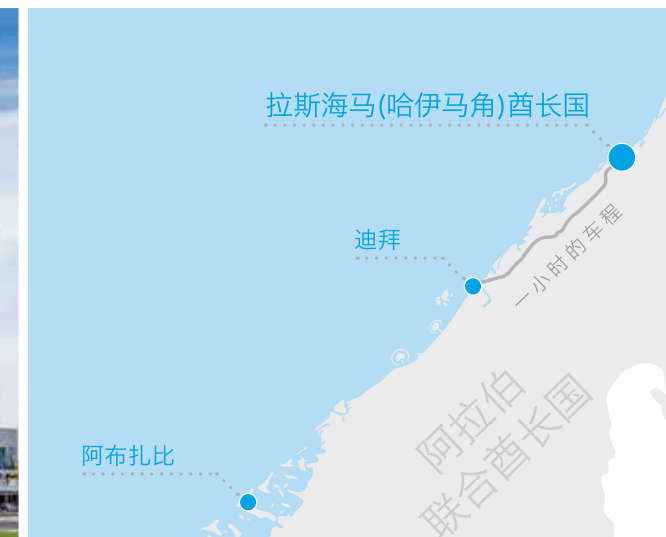 拉斯海马(哈伊马角)酋长国
迪拜
一小时的车程
阿拉伯
联合酋长国
阿布扎比